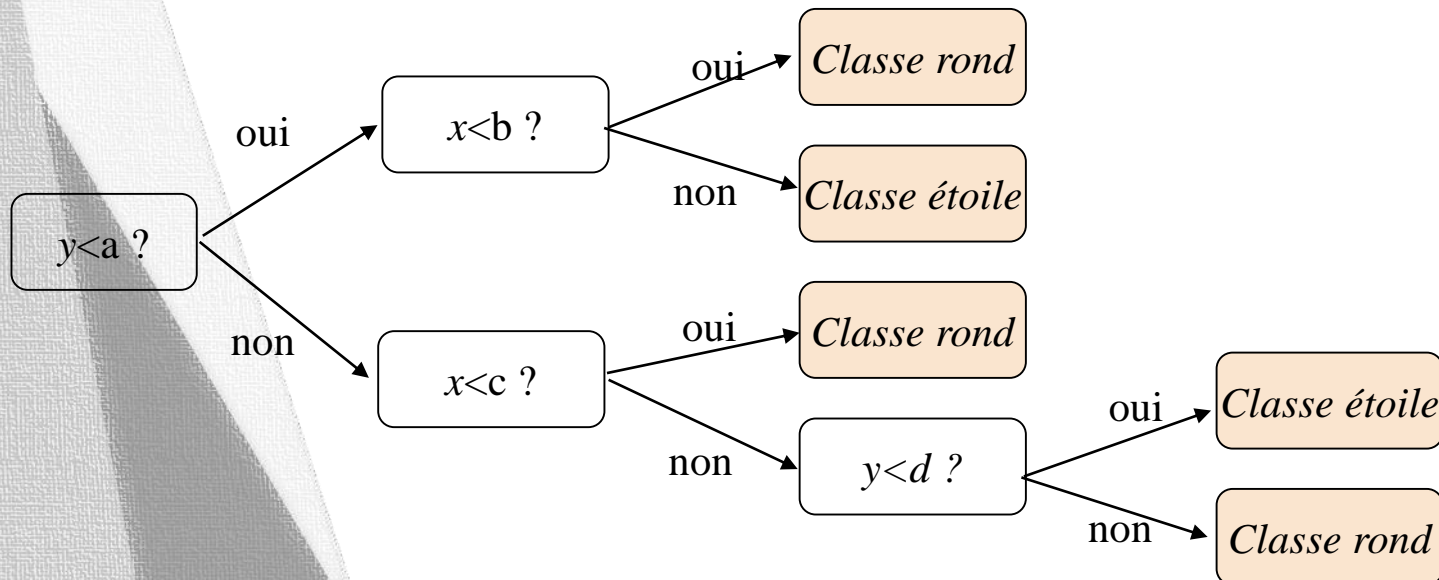 oui
Classe rond
x<b ?
oui
non
Classe étoile
y<a ?
non
oui
Classe rond
x<c ?
non
y<d ?
oui
Classe étoile
non
Classe rond